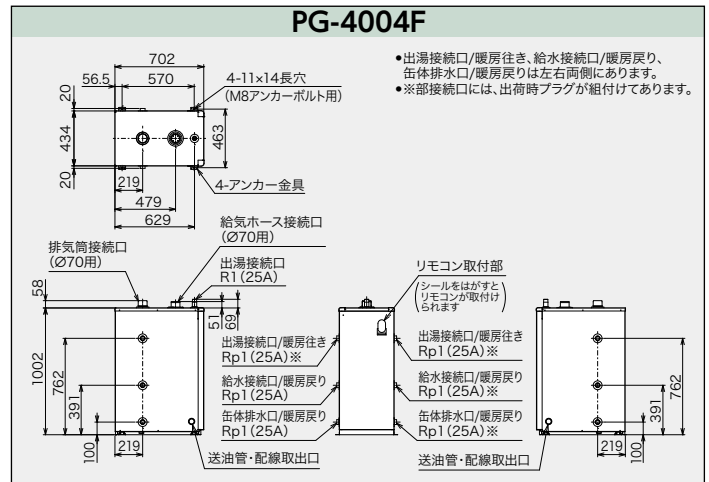 PG-4004F
702
56.5
570
4-11×14長穴
(M8アンカーボルト用)
20
434
20
463
219
479
629
4-アンカー金具
●出湯接続口/暖房往き、給水接続口/暖房戻り、
缶体排水口/暖房戻りは左右両側にあります。
●※部接続口には、出荷時プラグが組付けてあります。
排気筒接続口
(Ø70用)
給気ホース接続口
(Ø70用)
出湯接続口
R1(25A)
58
51
69
1002
762
391
100
219
送油管・配線取出口
リモコン取付部
(シールをはがすと
リモコンが取付け
られます)
出湯接続口/暖房往き
Rp1(25A)※
給水接続口/暖房戻り
Rp1(25A)
缶体排水口/暖房戻り
Rp1(25A)
出湯接続口/暖房往き
Rp1(25A)※
給水接続口/暖房戻り
Rp1(25A)※
缶体排水口/暖房戻り
Rp1(25A)※
送油管・配線取出口
762
391
100
219